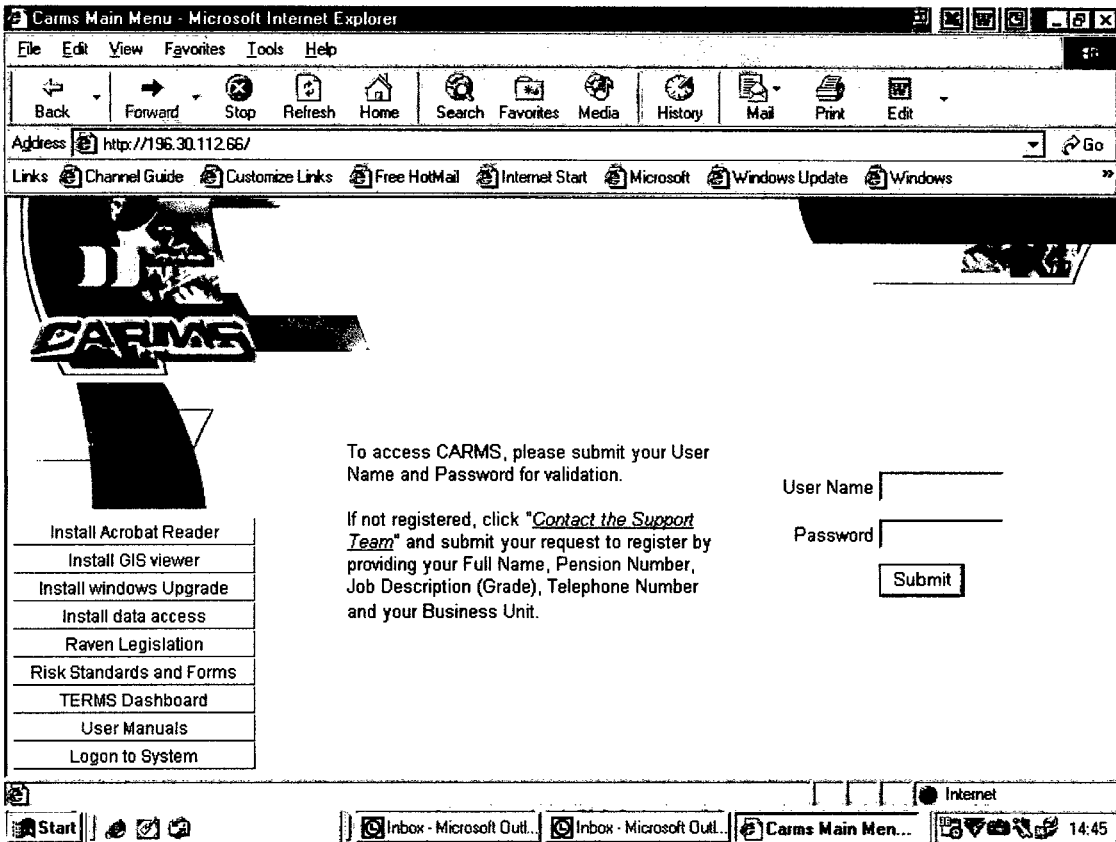 Carms Main Menu - Microsoft Internet Explorer
File Edit View Favorites Tools Help
Back Forward Stop Refresh Home Search Favorites Media History Mail Print Edit
Address http://196.30.112.66/ Go
Links Channel Guide Customize Links Free HotMail Internet Start Microsoft Windows Update Windows »
CARMS
To access CARMS, please submit your User
Name and Password for validation.
If not registered, click "Contact the Support
Team" and submit your request to register by
providing your Full Name, Pension Number,
Job Description (Grade), Telephone Number
and your Business Unit.
User Name
Password
Submit
Install Acrobat Reader
Install GIS viewer
Install windows Upgrade
Install data access
Raven Legislation
Risk Standards and Forms
TERMS Dashboard
User Manuals
Logon to System
Internet
Start Inbox - Microsoft Outl... Inbox - Microsoft Outl... Carms Main Men... 14:45